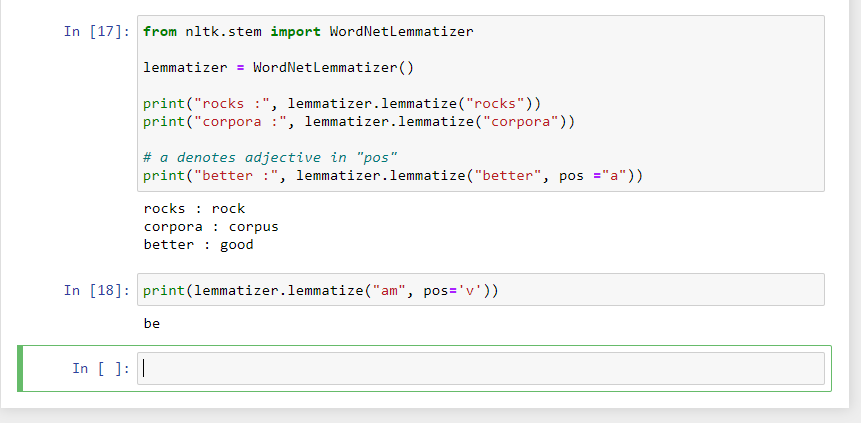 In [17]: from nltk.stem import WordNetLemmatizer
lemmatizer = WordNetLemmatizer()
print("rocks :", lemmatizer.lemmatize("rocks"))
print("corpora :", lemmatizer.lemmatize("corpora"))
# a denotes adjective in "pos"
print("better :", lemmatizer.lemmatize("better", pos ="a"))
rocks : rock
corpora : corpus
better : good
In [18]: print(lemmatizer.lemmatize("am", pos='v'))
be
In [ ]: